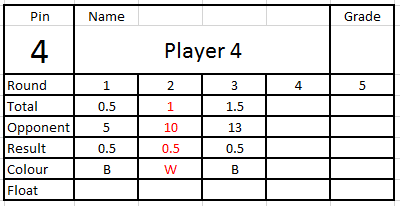 Pin Name Grade
4 Player 4
Round 1 2 3 4 5
Total 0.5 1 1.5
Opponent 5 10 13
Result 0.5 0.5 0.5
Colour B W B
Float